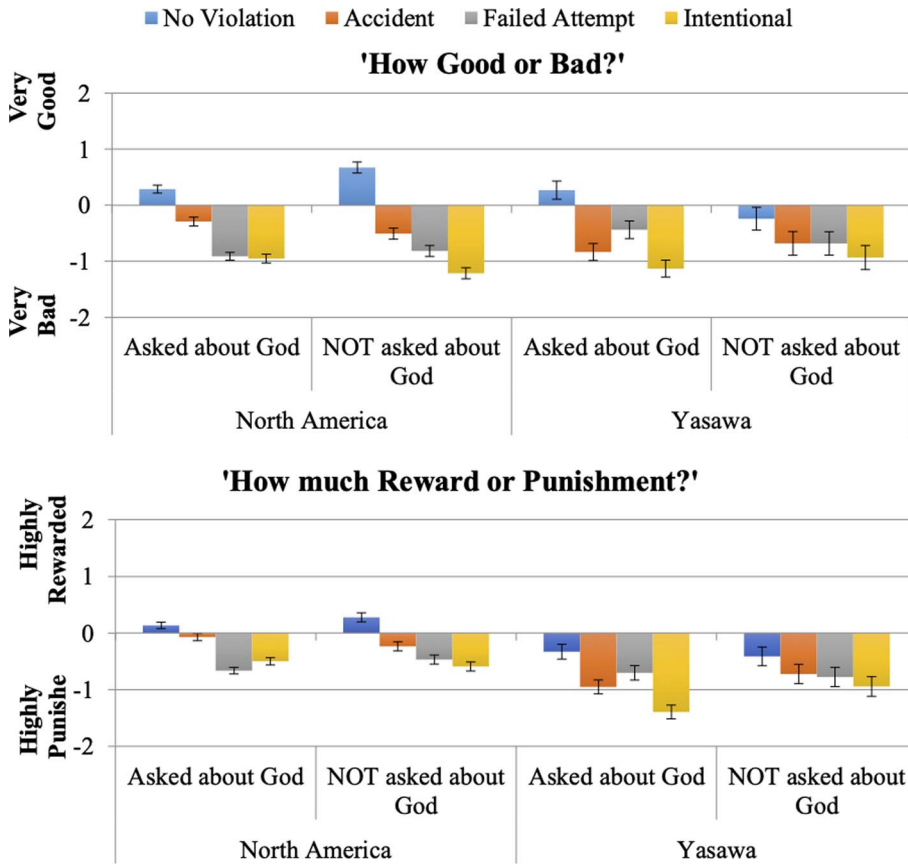 No Violation Accident Failed Attempt Intentional
'How Good or Bad?'
Very Good
Very Bad
2
1
0
-1
-2
Asked about God NOT asked about God Asked about God NOT asked about God
North America Yasawa
'How much Reward or Punishment?'
Highly Rewarded
Highly Punishe
2
1
0
-1
-2
Asked about God NOT asked about God Asked about God NOT asked about God
North America Yasawa